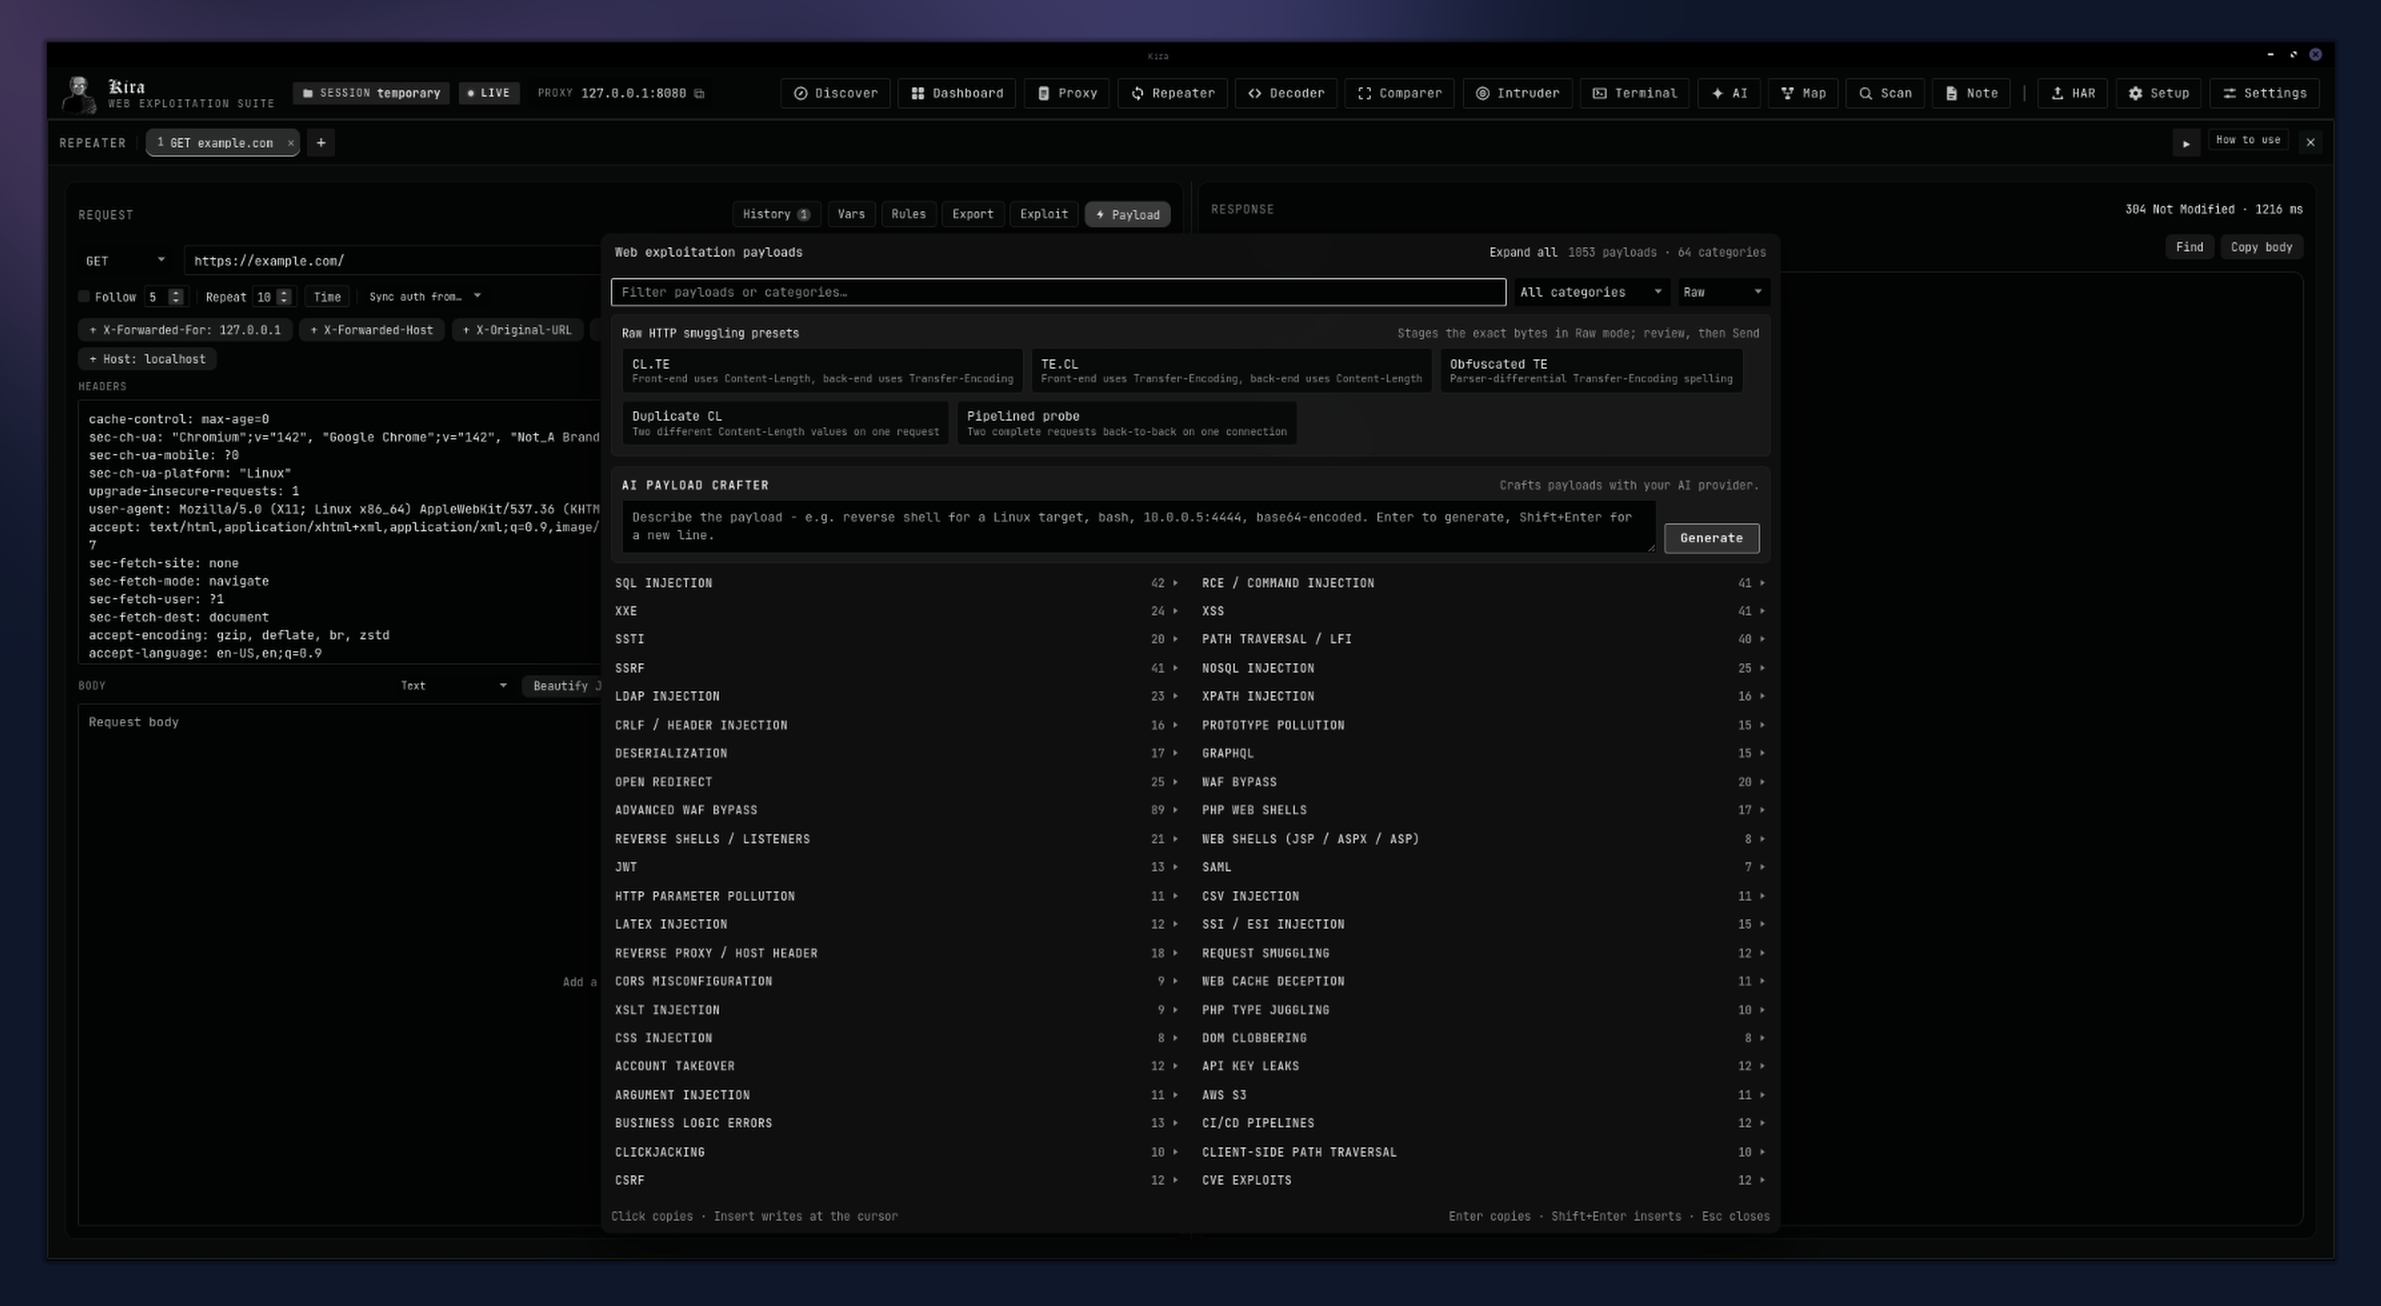 Kira
Kira
WEB EXPLOITATION SUITE
SESSION temporary
LIVE
PROXY 127.0.0.1:8080
Discover
Dashboard
Proxy
Repeater
Decoder
Comparer
Intruder
Terminal
AI
Map
Scan
Note
HAR
Setup
Settings
REPEATER
1 GET example.com ×
+
How to use
×
REQUEST
History 1
Vars
Rules
Export
Exploit
Payload
RESPONSE
304 Not Modified · 1216 ms
Find
Copy body
GET
https://example.com/
Follow 5
Repeat 10
Time
Sync auth from…
+ X-Forwarded-For: 127.0.0.1
+ X-Forwarded-Host
+ X-Original-URL
+ Host: localhost
HEADERS
cache-control: max-age=0
sec-ch-ua: "Chromium";v="142", "Google Chrome";v="142", "Not_A Brand
sec-ch-ua-mobile: ?0
sec-ch-ua-platform: "Linux"
upgrade-insecure-requests: 1
user-agent: Mozilla/5.0 (X11; Linux x86_64) AppleWebKit/537.36 (KHTM
accept: text/html,application/xhtml+xml,application/xml;q=0.9,image/
7
sec-fetch-site: none
sec-fetch-mode: navigate
sec-fetch-user: ?1
sec-fetch-dest: document
accept-encoding: gzip, deflate, br, zstd
accept-language: en-US,en;q=0.9
BODY
Text
Beautify J
Request body
Add a
Web exploitation payloads
Expand all 1053 payloads · 64 categories
Filter payloads or categories…
All categories
Raw
Raw HTTP smuggling presets
Stages the exact bytes in Raw mode; review, then Send
CL.TE
Front-end uses Content-Length, back-end uses Transfer-Encoding
TE.CL
Front-end uses Transfer-Encoding, back-end uses Content-Length
Obfuscated TE
Parser-differential Transfer-Encoding spelling
Duplicate CL
Two different Content-Length values on one request
Pipelined probe
Two complete requests back-to-back on one connection
AI PAYLOAD CRAFTER
Crafts payloads with your AI provider.
Describe the payload - e.g. reverse shell for a Linux target, bash, 10.0.0.5:4444, base64-encoded. Enter to generate, Shift+Enter for
a new line.
Generate
SQL INJECTION 42
RCE / COMMAND INJECTION 41
XXE 24
XSS 41
SSTI 20
PATH TRAVERSAL / LFI 40
SSRF 41
NOSQL INJECTION 25
LDAP INJECTION 23
XPATH INJECTION 16
CRLF / HEADER INJECTION 16
PROTOTYPE POLLUTION 15
DESERIALIZATION 17
GRAPHQL 15
OPEN REDIRECT 25
WAF BYPASS 20
ADVANCED WAF BYPASS 89
PHP WEB SHELLS 17
REVERSE SHELLS / LISTENERS 21
WEB SHELLS (JSP / ASPX / ASP) 8
JWT 13
SAML 7
HTTP PARAMETER POLLUTION 11
CSV INJECTION 11
LATEX INJECTION 12
SSI / ESI INJECTION 15
REVERSE PROXY / HOST HEADER 18
REQUEST SMUGGLING 12
CORS MISCONFIGURATION 9
WEB CACHE DECEPTION 11
XSLT INJECTION 9
PHP TYPE JUGGLING 10
CSS INJECTION 8
DOM CLOBBERING 8
ACCOUNT TAKEOVER 12
API KEY LEAKS 12
ARGUMENT INJECTION 11
AWS S3 11
BUSINESS LOGIC ERRORS 13
CI/CD PIPELINES 12
CLICKJACKING 10
CLIENT-SIDE PATH TRAVERSAL 10
CSRF 12
CVE EXPLOITS 12
Click copies · Insert writes at the cursor
Enter copies · Shift+Enter inserts · Esc closes